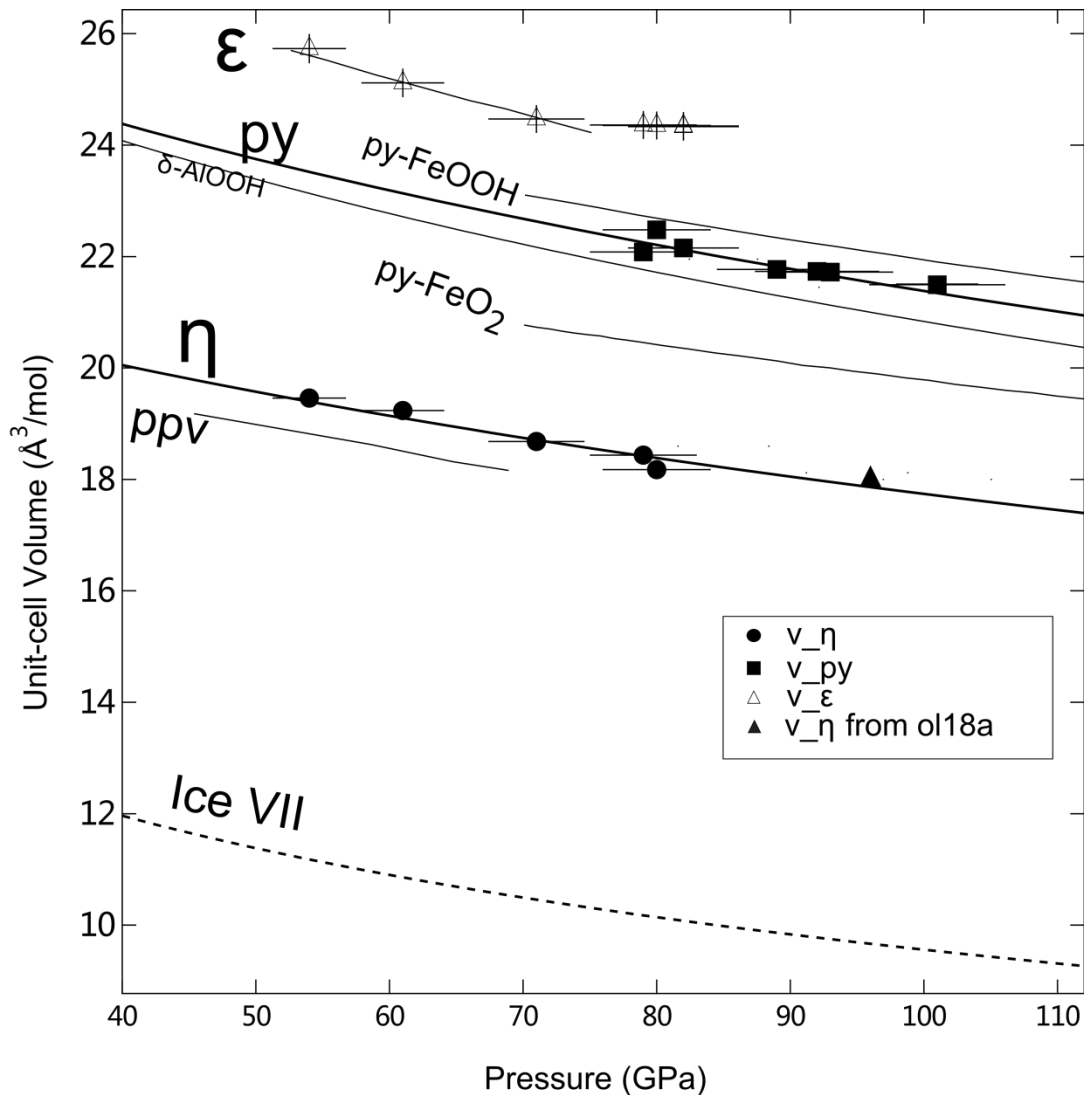 26
24
22
20
18
16
14
12
10
40
50
60
70
80
90
100
110
Unit-cell Volume (Å³/mol)
Pressure (GPa)
ε
py
δ-AlOOH
py-FeOOH
py-FeO₂
η
ppv
v_η
v_py
v_ε
v_η from ol18a
Ice VII